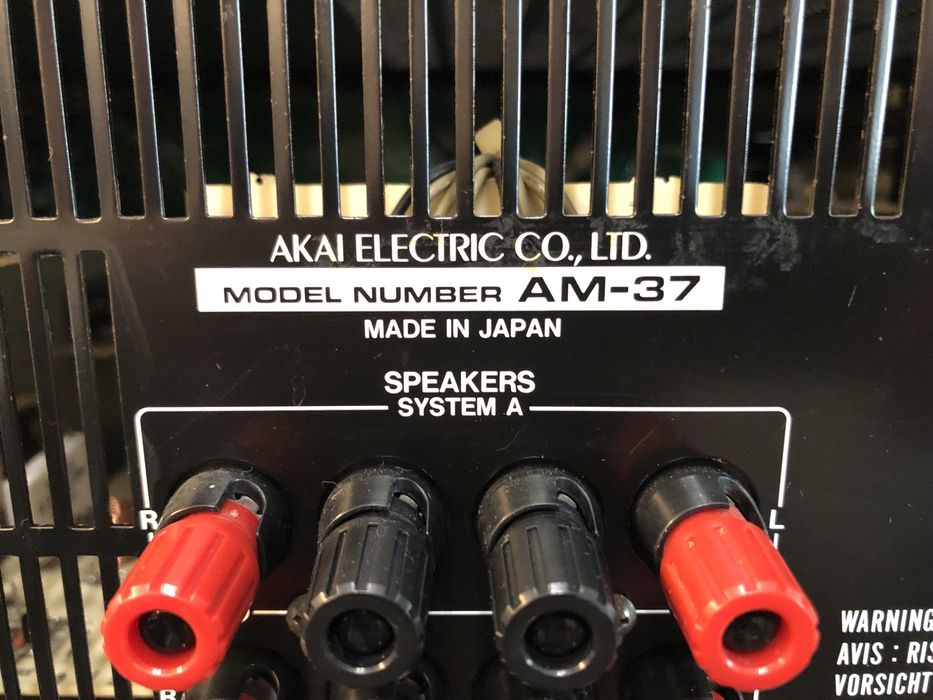 AKAI ELECTRIC CO., LTD.
MODEL NUMBER AM-37
MADE IN JAPAN
SPEAKERS
SYSTEM A
R L
WARNING
AVIS : RIS
VORSICHT
R